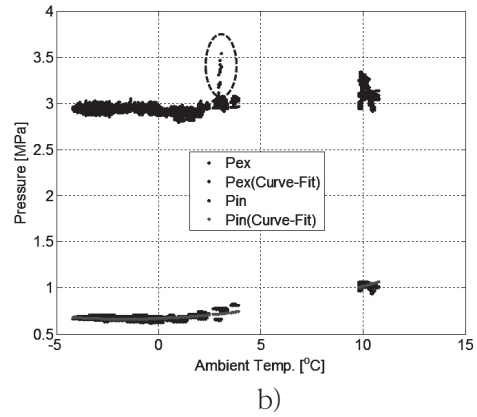 4
3.5
3
2.5
2
1.5
1
0.5
Pressure [MPa]
Pex
Pex(Curve-Fit)
Pin
Pin(Curve-Fit)
-5 0 5 10 15
Ambient Temp. [°C]
b)